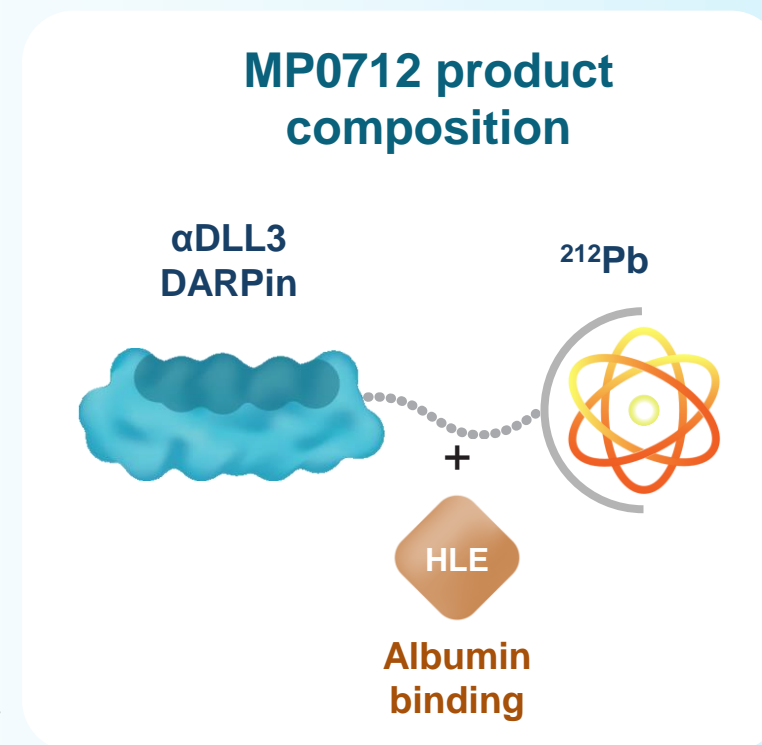 MP0712 product
composition
αDLL3
DARPin
²¹²Pb
+
HLE
Albumin
binding